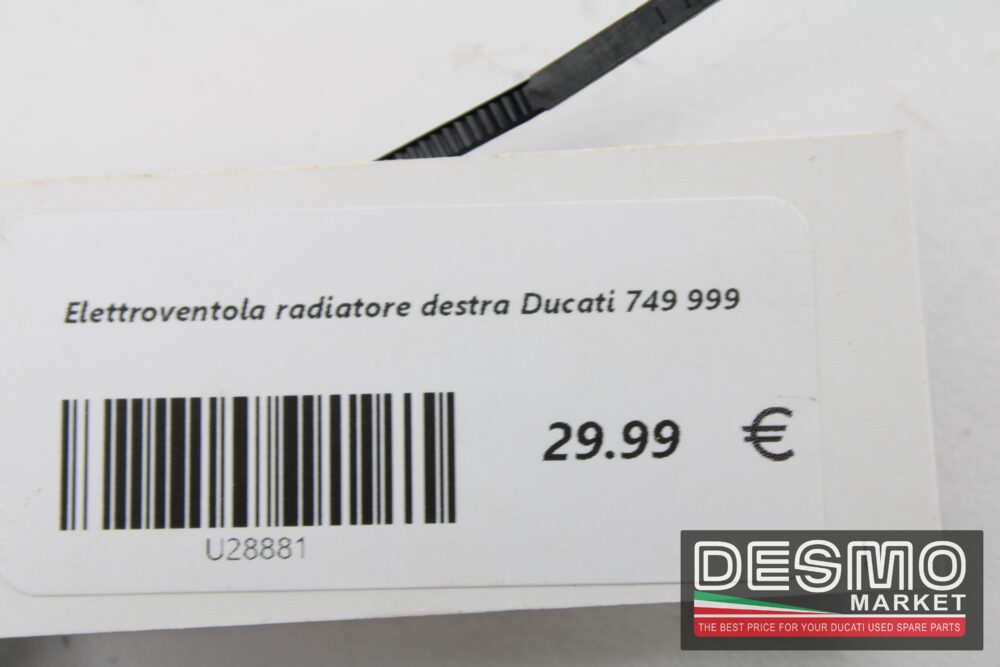 Elettroventola radiatore destra Ducati 749 999
29.99 €
U28881
DESMO
MARKET
THE BEST PRICE FOR YOUR DUCATI USED SPARE PARTS